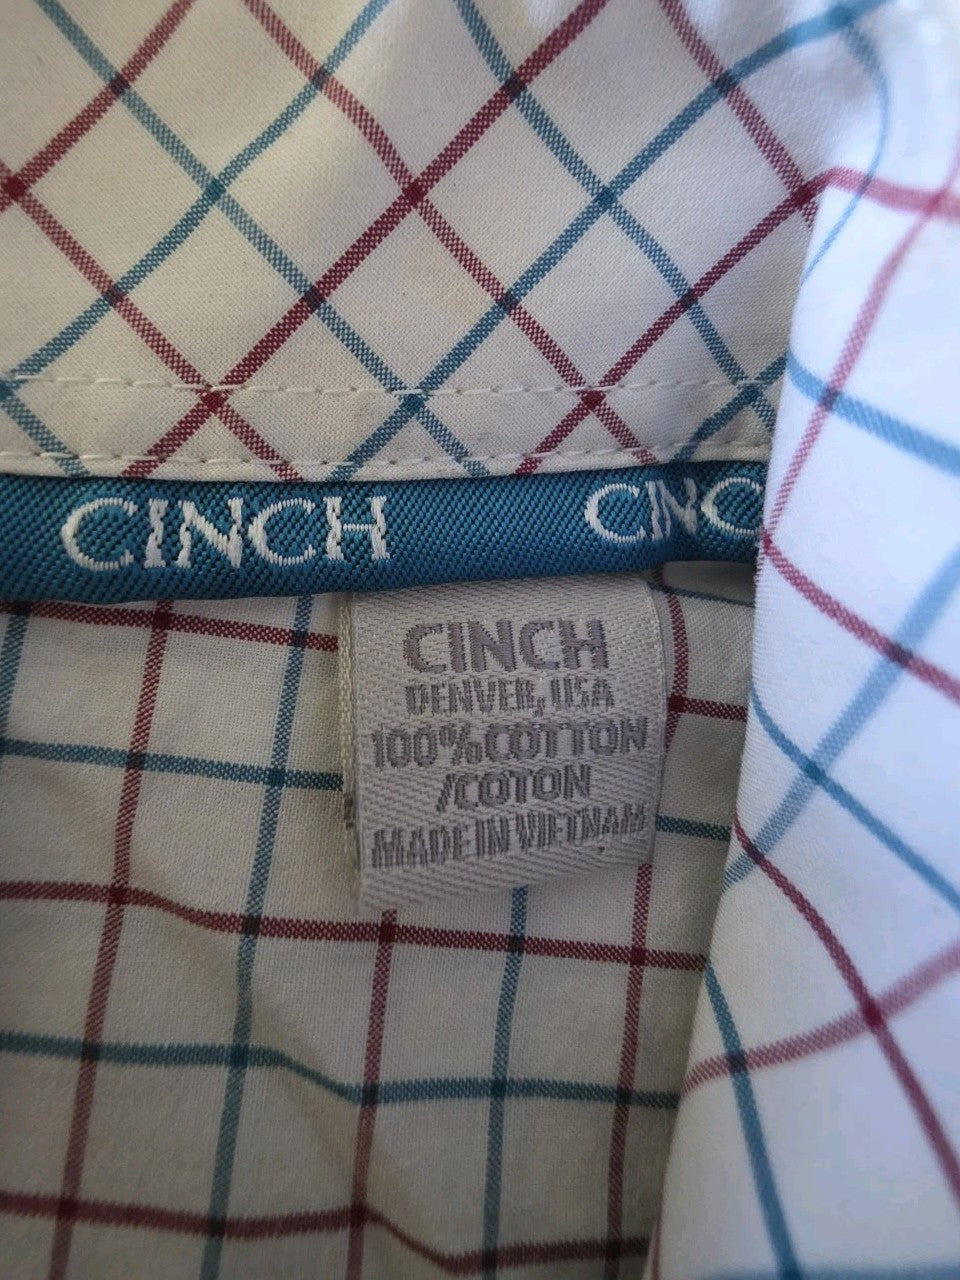 CINCH CINC
CINCH
DENVER, USA
100% COTTON
/COTON
MADE IN VIETNAM